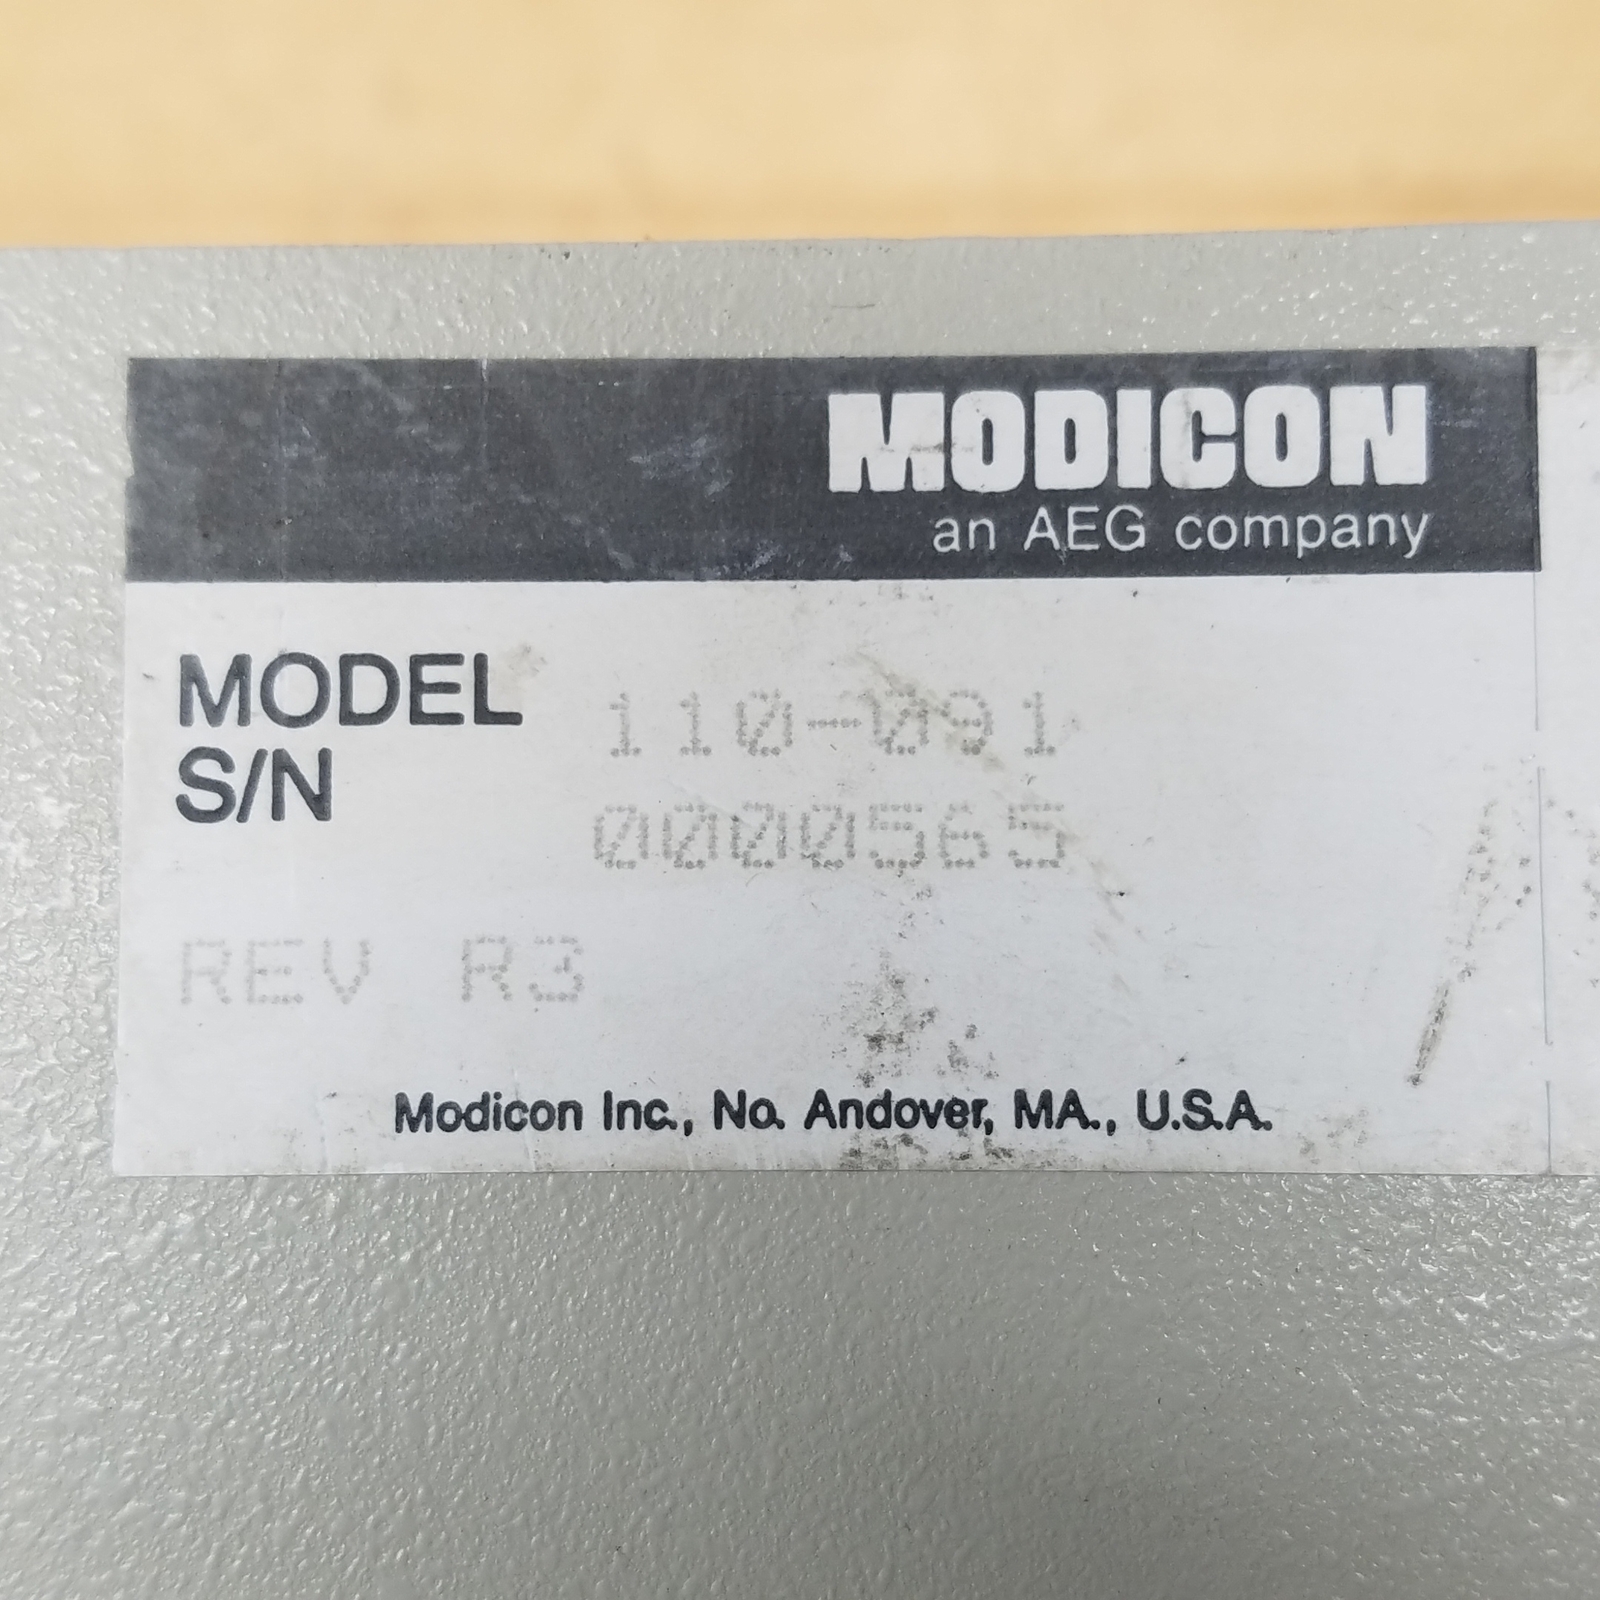 MODICON
an AEG company
MODEL 110-091
S/N 0000565
REV R3
Modicon Inc., No. Andover, MA., U.S.A.